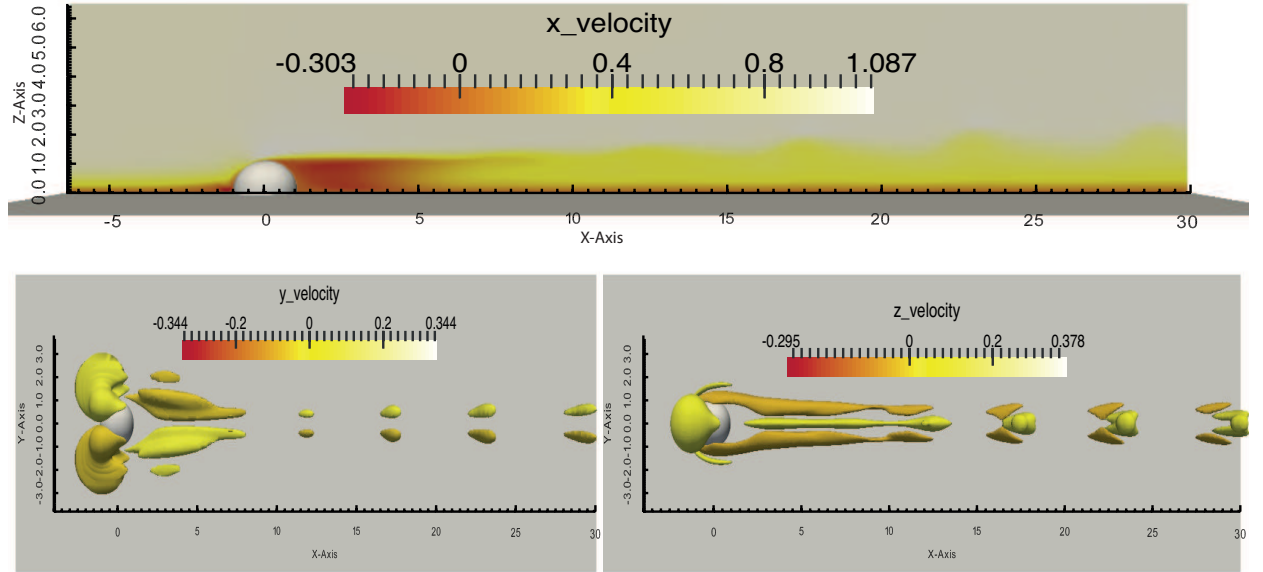 x_velocity
-0.303 0 0.4 0.8 1.087
Z-Axis
0.0 1.0 2.0 3.0 4.0 5.0 6.0
-5 0 5 10 15 20 25 30
X-Axis
y_velocity
-0.344 -0.2 0 0.2 0.344
Y-Axis
-3.0 -2.0 -1.0 0.0 1.0 2.0 3.0
0 5 10 15 20 25 30
X-Axis
z_velocity
-0.295 0 0.2 0.378
Y-Axis
-3.0 -2.0 -1.0 0.0 1.0 2.0 3.0
0 5 10 15 20 25 30
X-Axis